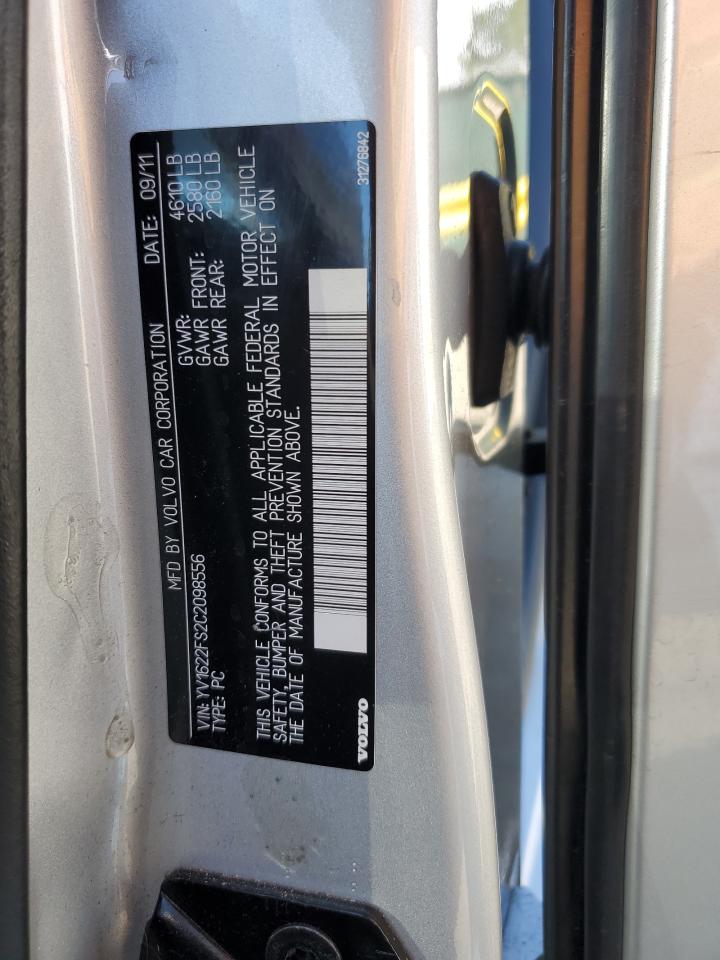 MFD BY VOLVO CAR CORPORATION DATE: 09/11
VIN: YV1622FS2C2098556 GVWR: 4610 LB
TYPE: PC GAWR FRONT: 2580 LB
GAWR REAR: 2160 LB
THIS VEHICLE CONFORMS TO ALL APPLICABLE FEDERAL MOTOR VEHICLE
SAFETY, BUMPER AND THEFT PREVENTION STANDARDS IN EFFECT ON
THE DATE OF MANUFACTURE SHOWN ABOVE.
VOLVO 31276842